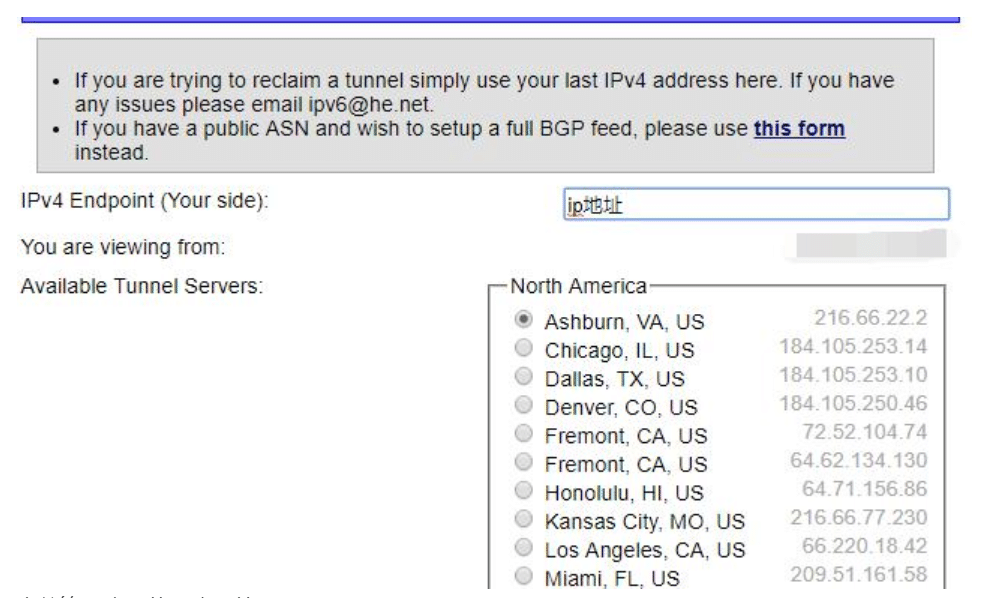 If you are trying to reclaim a tunnel simply use your last IPv4 address here. If you have
any issues please email ipv6@he.net.
If you have a public ASN and wish to setup a full BGP feed, please use this form
instead.
IPv4 Endpoint (Your side):
ip地址
You are viewing from:
Available Tunnel Servers:
North America
Ashburn, VA, US 216.66.22.2
Chicago, IL, US 184.105.253.14
Dallas, TX, US 184.105.253.10
Denver, CO, US 184.105.250.46
Fremont, CA, US 72.52.104.74
Fremont, CA, US 64.62.134.130
Honolulu, HI, US 64.71.156.86
Kansas City, MO, US 216.66.77.230
Los Angeles, CA, US 66.220.18.42
Miami, FL, US 209.51.161.58